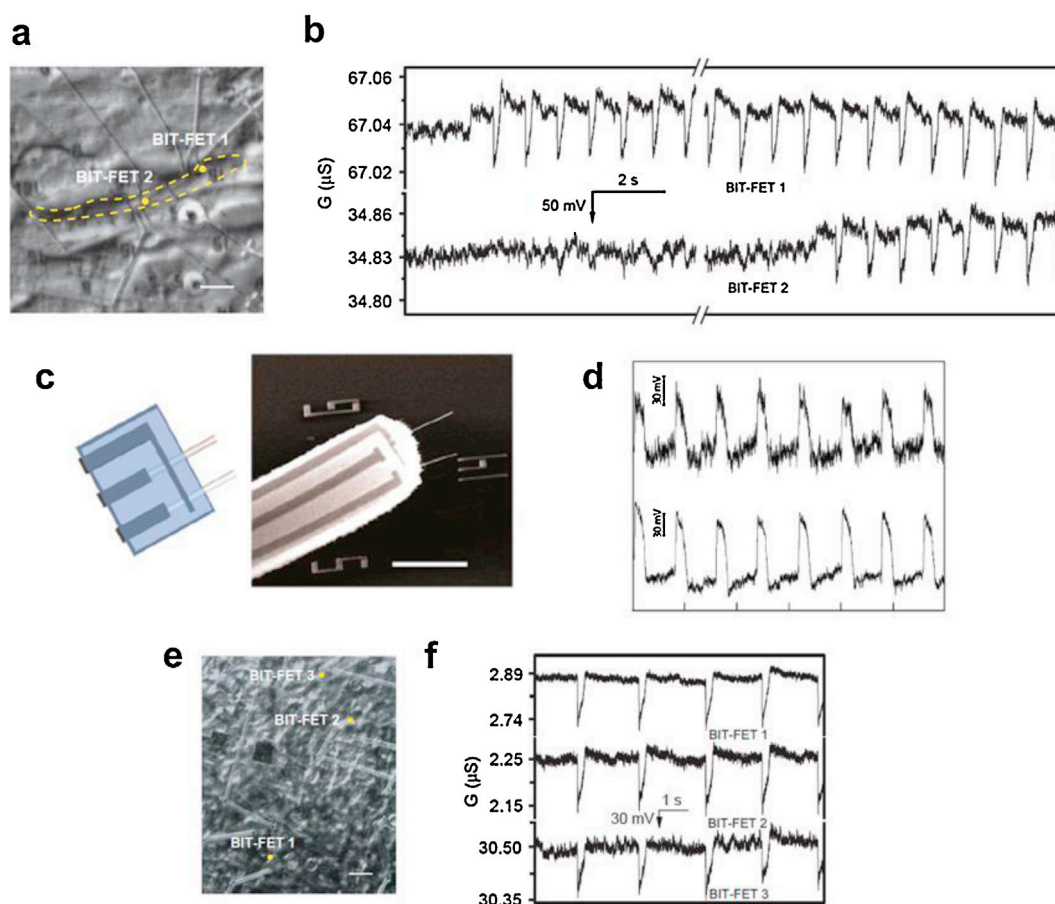 a
BIT-FET 1
BIT-FET 2
b
67.06
67.04
67.02
34.86
34.83
34.80
G (µS)
2 s
50 mV
BIT-FET 1
BIT-FET 2
c
d
30 mV
30 mV
e
BIT-FET 3
BIT-FET 2
BIT-FET 1
f
2.89
2.74
2.25
2.15
30.50
30.35
G (µS)
BIT-FET 1
1 s
30 mV
BIT-FET 2
BIT-FET 3